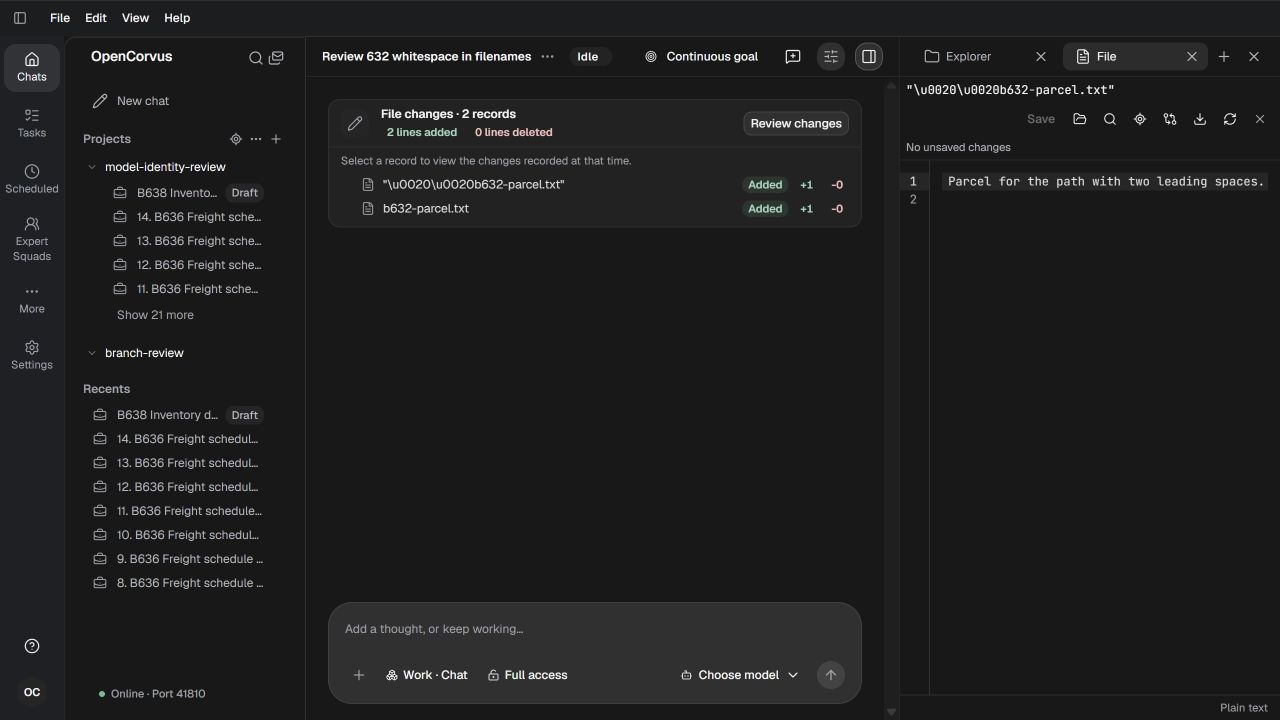 File Edit View Help
Chats
Tasks
Scheduled
Expert
Squads
More
Settings
OC
OpenCorvus
New chat
Projects
model-identity-review
B638 Invento... Draft
14. B636 Freight sche...
13. B636 Freight sche...
12. B636 Freight sche...
11. B636 Freight sche...
Show 21 more
branch-review
Recents
B638 Inventory d... Draft
14. B636 Freight schedul...
13. B636 Freight schedul...
12. B636 Freight schedul...
11. B636 Freight schedule...
10. B636 Freight schedul...
9. B636 Freight schedule ...
8. B636 Freight schedule ...
Online · Port 41810
Review 632 whitespace in filenames ··· Idle Continuous goal
File changes · 2 records
2 lines added 0 lines deleted
Review changes
Select a record to view the changes recorded at that time.
"\u0020\u0020b632-parcel.txt" Added +1 -0
b632-parcel.txt Added +1 -0
Add a thought, or keep working...
Work · Chat Full access Choose model
Explorer File
"\u0020\u0020b632-parcel.txt"
Save
No unsaved changes
1 Parcel for the path with two leading spaces.
2
Plain text